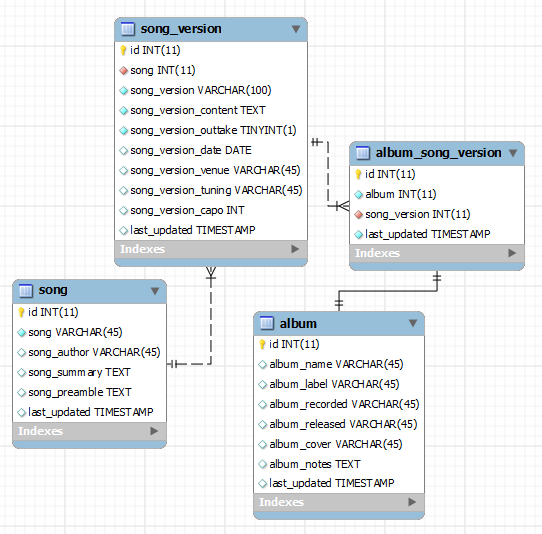 song_version
id INT(11)
song INT(11)
song_version VARCHAR(100)
song_version_content TEXT
song_version_outtake TINYINT(1)
song_version_date DATE
song_version_venue VARCHAR(45)
song_version_tuning VARCHAR(45)
song_version_capo INT
last_updated TIMESTAMP
Indexes
album_song_version
id INT(11)
album INT(11)
song_version INT(11)
last_updated TIMESTAMP
Indexes
song
id INT(11)
song VARCHAR(45)
song_author VARCHAR(45)
song_summary TEXT
song_preamble TEXT
last_updated TIMESTAMP
Indexes
album
id INT(11)
album_name VARCHAR(45)
album_label VARCHAR(45)
album_recorded VARCHAR(45)
album_released VARCHAR(45)
album_cover VARCHAR(45)
album_notes TEXT
last_updated TIMESTAMP
Indexes